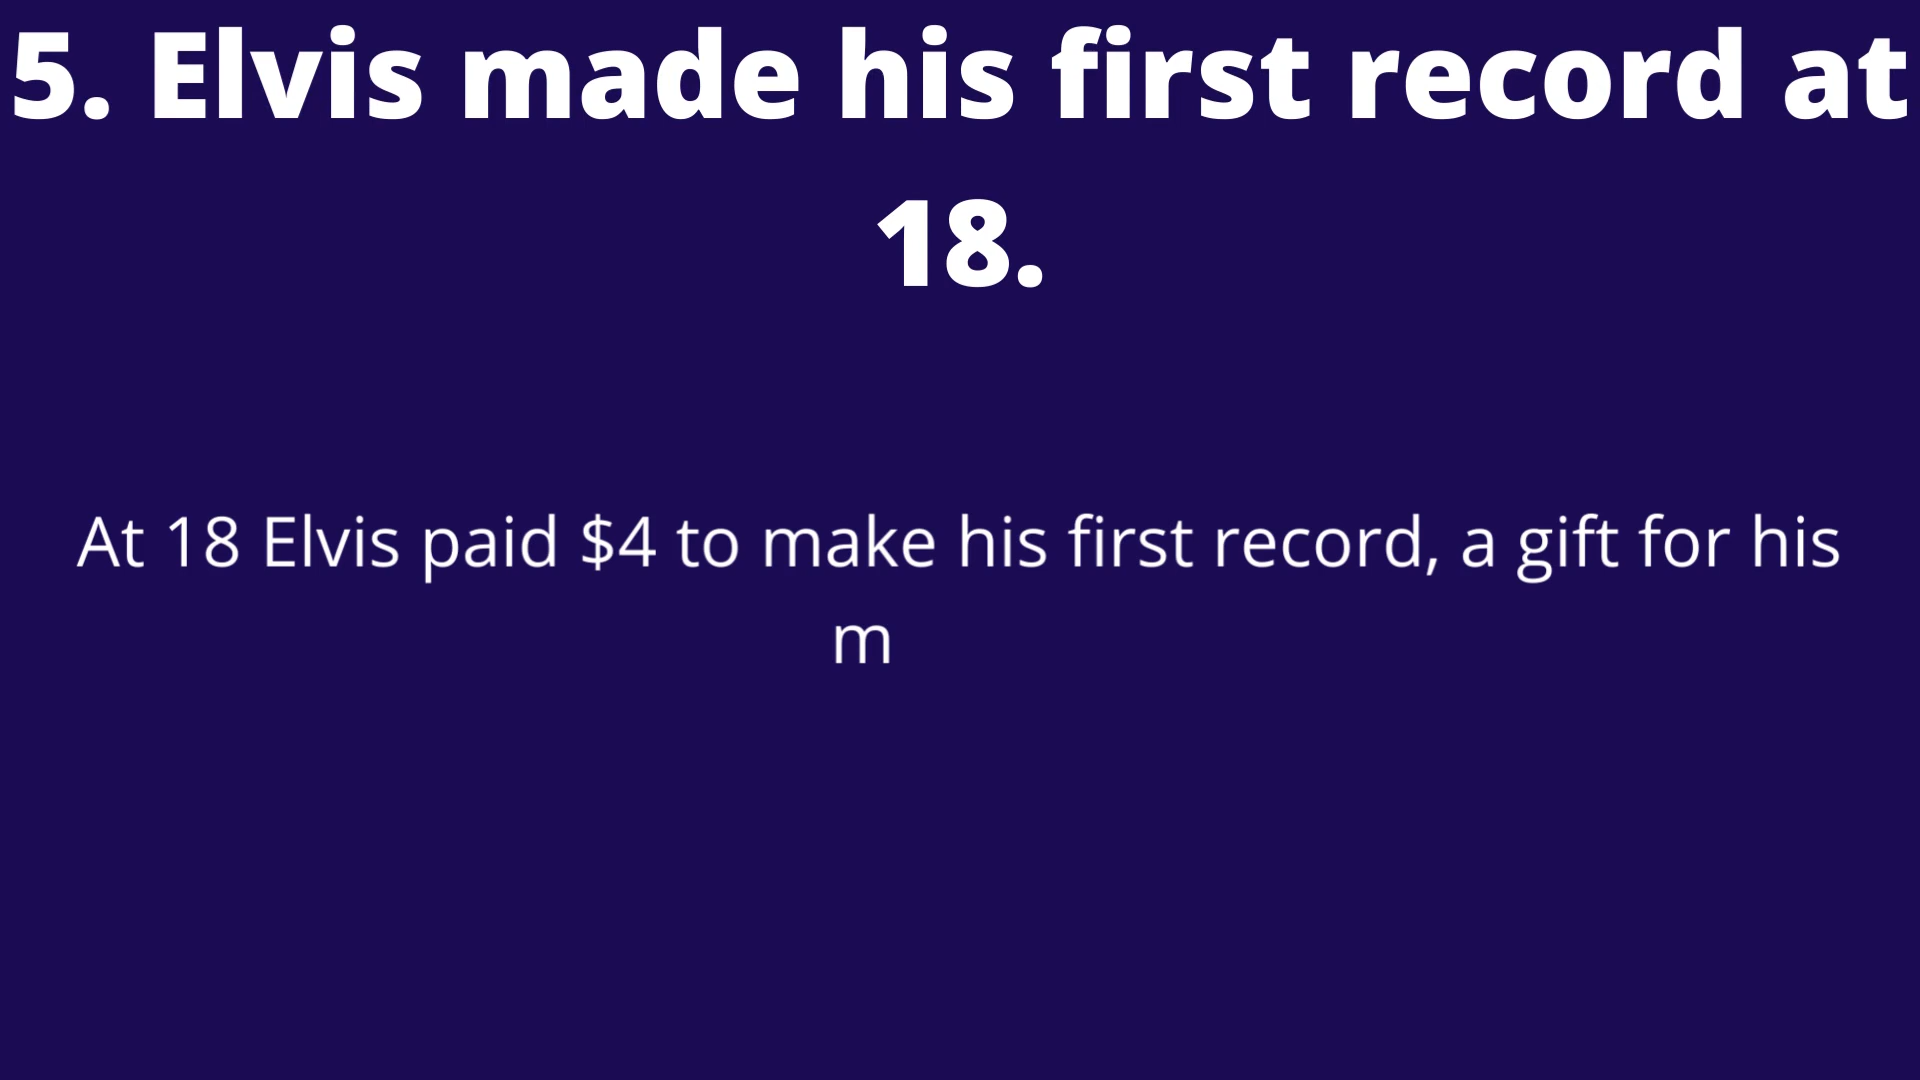 5. Elvis made his first record at
18.
At 18 Elvis paid $4 to make his first record, a gift for his
m